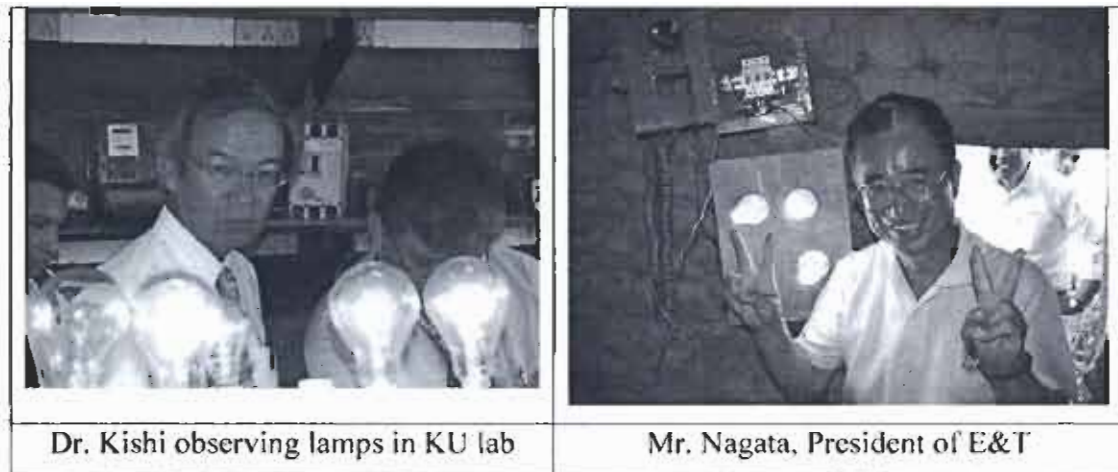 Dr. Kishi observing lamps in KU lab
Mr. Nagata, President of E&T